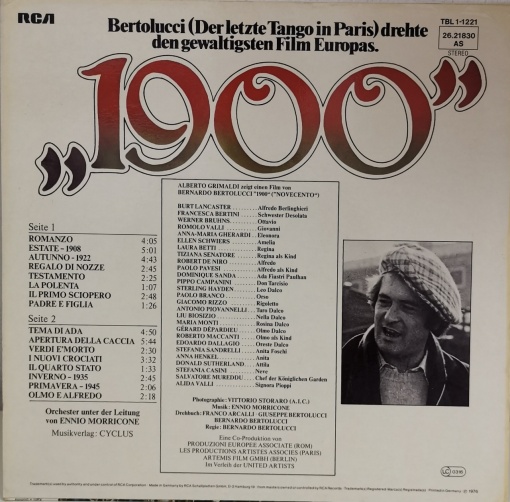 RCA
Bertolucci (Der letzte Tango in Paris) drehte
den gewaltigsten Film Europas.
TBL 1-1221
26.21830
AS
STEREO
„1900”
ALBERTO GRIMALDI zeigt einen Film von
BERNARDO BERTOLUCCI "1900" ("NOVECENTO")
BURT LANCASTER.........Alfredo Berlinghieri
FRANCESCA BERTINI......Schwester Desolata
WERNER BRUHNS..........Ottavio
ROMOLO VALLI...........Giovanni
ANNA-MARIA GHERARDI..Eleonora
ELLEN SCHWIERS.........Amelia
LAURA BETTI............Regina
TIZIANA SENATORE.......Regina als Kind
ROBERT DE NIRO.........Alfredo
PAOLO PAVESI...........Alfredo als Kind
DOMINIQUE SANDA........Ada Fiastri Paulhan
PIPPO CAMPANINI........Don Tarcisio
STERLING HAYDEN........Leo Dalco
PAOLO BRANCO...........Orso
GIACOMO RIZZO..........Rigoletto
ANTONIO PIOVANNELLI....Turo Dalco
LIU BOSIZIO............Nella Dalco
MARIA MONTI............Rosina Dalco
GÉRARD DÉPARDIEU.......Olmo Dalco
ROBERTO MACCANTI.......Olmo als Kind
EDOARDO DALLAGIO.......Oreste Dalco
STEFANIA SANDRELLI.....Anita Foschi
ANNA HENKEL............Anita
DONALD SUTHERLAND......Attila
STEFANIA CASINI........Neve
SALVATORE MUREDDU....Chef der Königlichen Garden
ALIDA VALLI............Signora Pioppi
Photographie: VITTORIO STORARO (A.I.C.)
Musik: ENNIO MORRICONE
Drehbuch: FRANCO ARCALLI · GIUSEPPE BERTOLUCCI
BERNARDO BERTOLUCCI
Regie: BERNARDO BERTOLUCCI
Eine Co-Produktion von
PRODUZIONI EUROPEE ASSOCIATE (ROM)
LES PRODUCTIONS ARTISTES ASSOCIES (PARIS)
ARTEMIS FILM GMBH (BERLIN)
Im Verleih der UNITED ARTISTS
Seite 1
ROMANZO 4:05
ESTATE - 1908 5:01
AUTUNNO - 1922 4:43
REGALO DI NOZZE 2:45
TESTAMENTO 2:25
LA POLENTA 1:07
IL PRIMO SCIOPERO 2:48
PADRE E FIGLIA 1:26
Seite 2
TEMA DI ADA 4:50
APERTURA DELLA CACCIA 5:44
VERDI E'MORTO 2:30
I NUOVI CROCIATI 3:32
IL QUARTO STATO 1:33
INVERNO - 1935 2:45
PRIMAVERA - 1945 2:06
OLMO E ALFREDO 2:18
Orchester unter der Leitung
von ENNIO MORRICONE
Musikverlag: CYCLUS